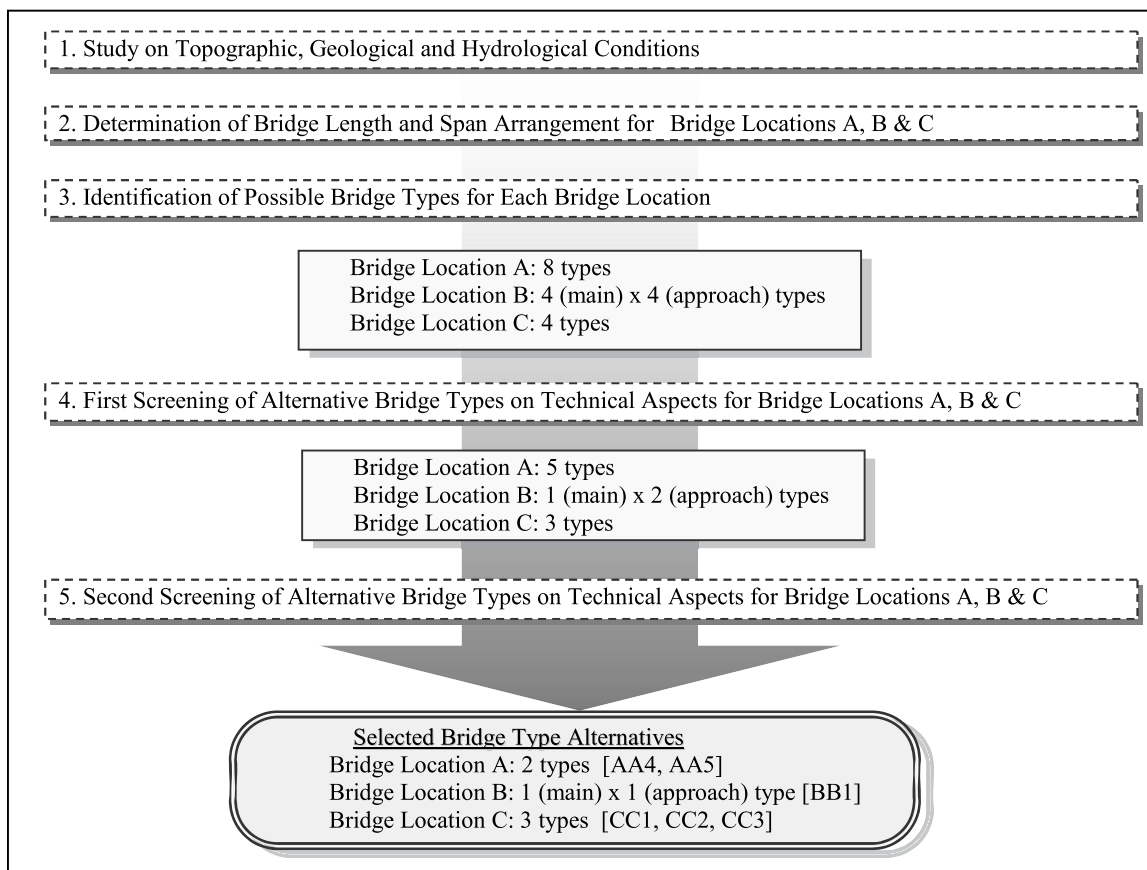 1. Study on Topographic, Geological and Hydrological Conditions
2. Determination of Bridge Length and Span Arrangement for Bridge Locations A, B & C
3. Identification of Possible Bridge Types for Each Bridge Location
Bridge Location A: 8 types
Bridge Location B: 4 (main) x 4 (approach) types
Bridge Location C: 4 types
4. First Screening of Alternative Bridge Types on Technical Aspects for Bridge Locations A, B & C
Bridge Location A: 5 types
Bridge Location B: 1 (main) x 2 (approach) types
Bridge Location C: 3 types
5. Second Screening of Alternative Bridge Types on Technical Aspects for Bridge Locations A, B & C
Selected Bridge Type Alternatives
Bridge Location A: 2 types [AA4, AA5]
Bridge Location B: 1 (main) x 1 (approach) type [BB1]
Bridge Location C: 3 types [CC1, CC2, CC3]